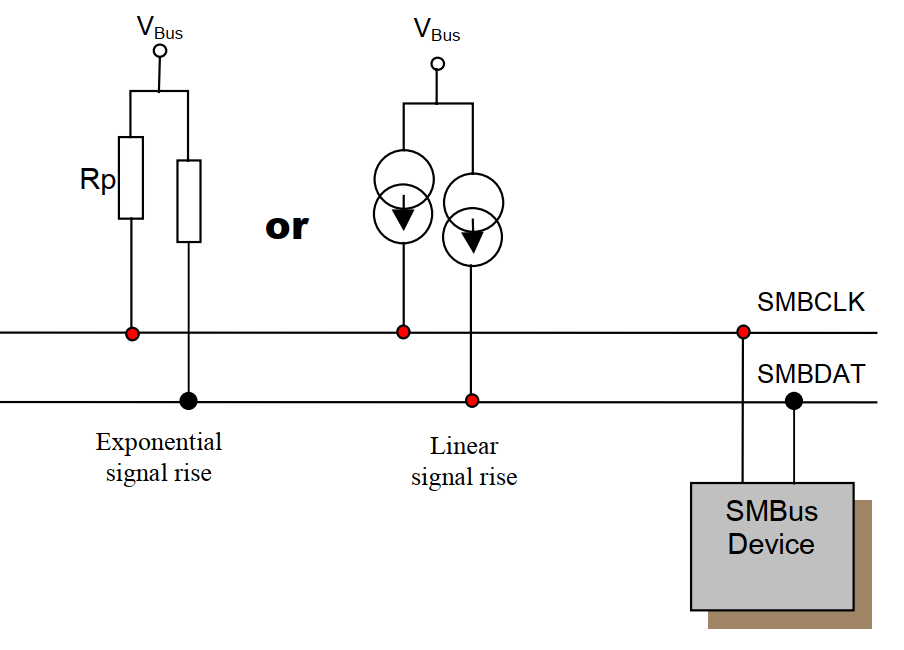 VBus
VBus
Rp
or
SMBCLK
SMBDAT
Exponential
signal rise
Linear
signal rise
SMBus
Device